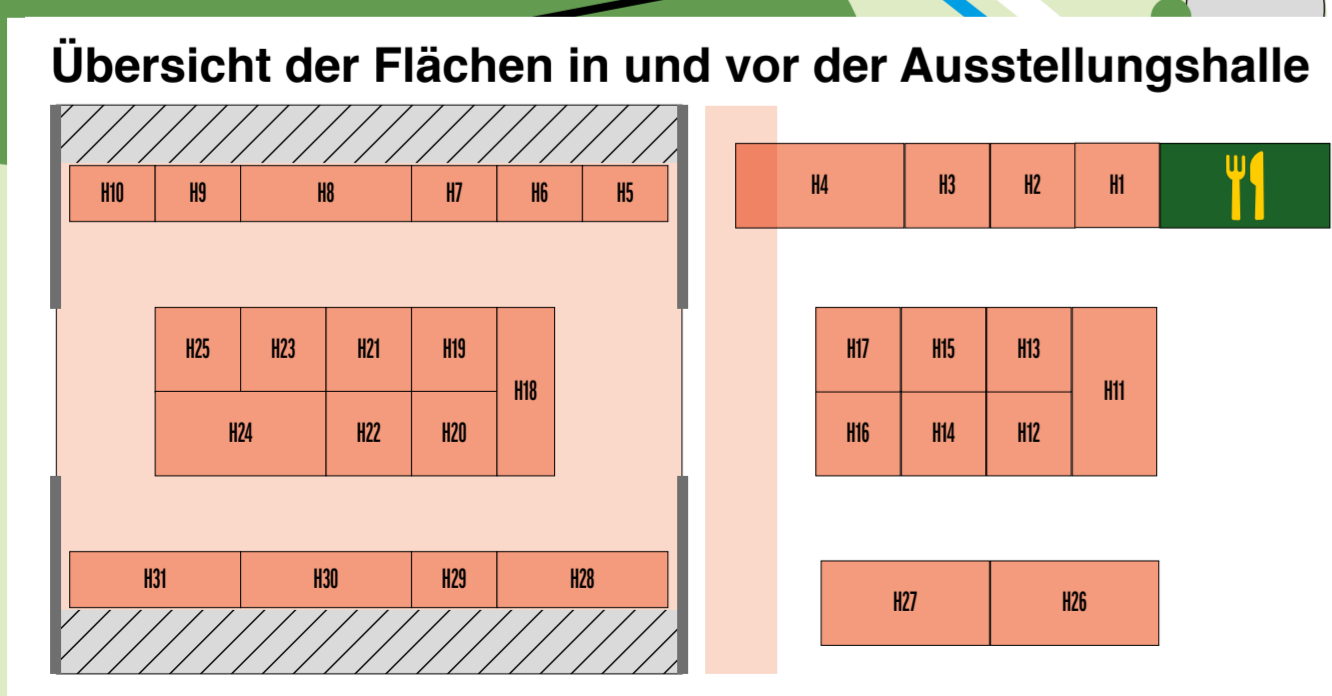 Übersicht der Flächen in und vor der Ausstellungshalle
H10 H9 H8 H7 H6 H5 H4 H3 H2 H1
H25 H23 H21 H19 H17 H15 H13
H18 H11
H24 H22 H20 H16 H14 H12
H31 H30 H29 H28
H27 H26